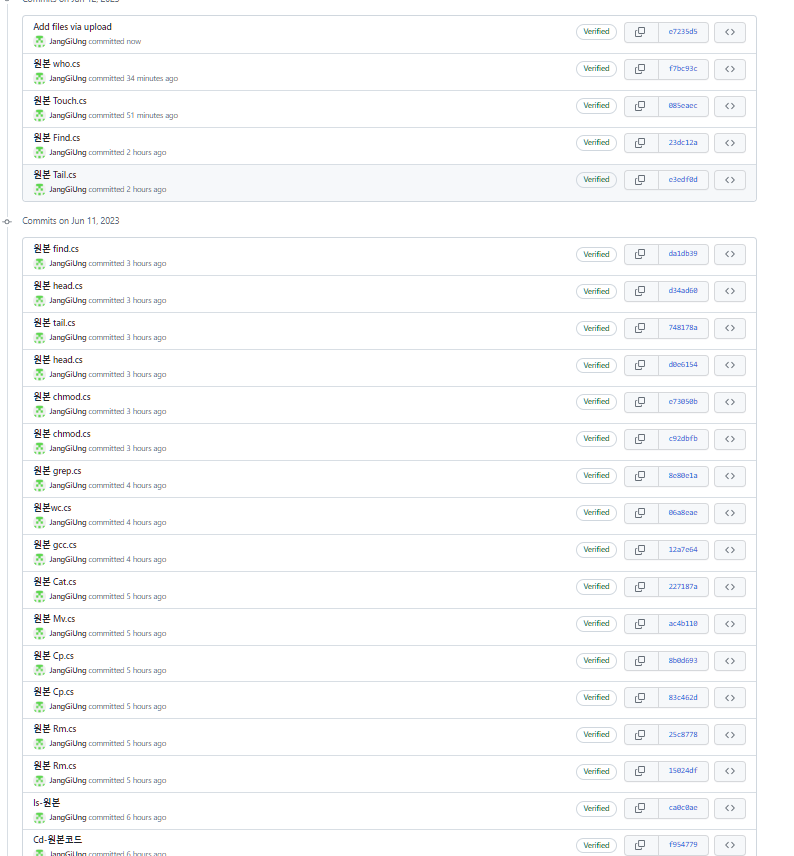 Commits on Jun 12, 2023
Add files via upload
JangGiUng committed now
Verified
e7235d5
원본 who.cs
JangGiUng committed 34 minutes ago
Verified
f7bc93c
원본 Touch.cs
JangGiUng committed 51 minutes ago
Verified
085eaec
원본 Find.cs
JangGiUng committed 2 hours ago
Verified
23dc12a
원본 Tail.cs
JangGiUng committed 2 hours ago
Verified
e3edf0d
Commits on Jun 11, 2023
원본 find.cs
JangGiUng committed 3 hours ago
Verified
da1db39
원본 head.cs
JangGiUng committed 3 hours ago
Verified
d34ad60
원본 tail.cs
JangGiUng committed 3 hours ago
Verified
748178a
원본 head.cs
JangGiUng committed 3 hours ago
Verified
d0e6154
원본 chmod.cs
JangGiUng committed 3 hours ago
Verified
e73050b
원본 chmod.cs
JangGiUng committed 3 hours ago
Verified
c92dbfb
원본 grep.cs
JangGiUng committed 4 hours ago
Verified
8e80e1a
원본wc.cs
JangGiUng committed 4 hours ago
Verified
06a8eae
원본 gcc.cs
JangGiUng committed 4 hours ago
Verified
12a7e64
원본 Cat.cs
JangGiUng committed 5 hours ago
Verified
227187a
원본 Mv.cs
JangGiUng committed 5 hours ago
Verified
ac4b110
원본 Cp.cs
JangGiUng committed 5 hours ago
Verified
8b0d693
원본 Cp.cs
JangGiUng committed 5 hours ago
Verified
83c462d
원본 Rm.cs
JangGiUng committed 5 hours ago
Verified
25c8778
원본 Rm.cs
JangGiUng committed 5 hours ago
Verified
15024df
ls-원본
JangGiUng committed 6 hours ago
Verified
ca0c0ae
Cd-원본코드
JangGiUng committed 6 hours ago
Verified
f954779